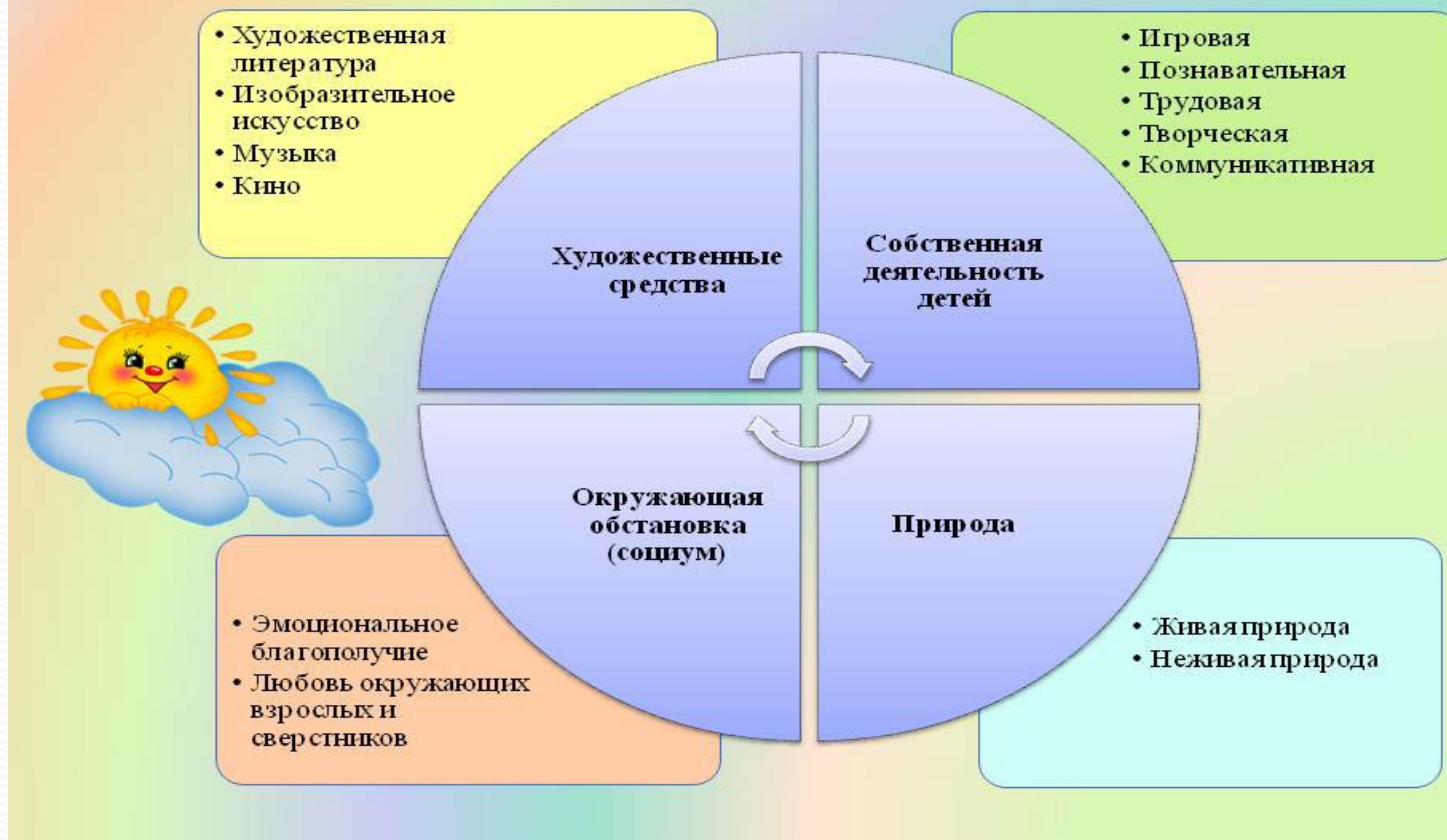 • Художественная
литература
• Изобразительное
искусство
• Музыка
• Кино
• Игровая
• Познавательная
• Трудовая
• Творческая
• Коммуникативная
Художественные
средства
Собственная
деятельность
детей
Окружающая
обстановка
(социум)
Природа
• Эмоциональное
благополучие
• Любовь окружающих
взрослых и
сверстников
• Живая природа
• Неживая природа